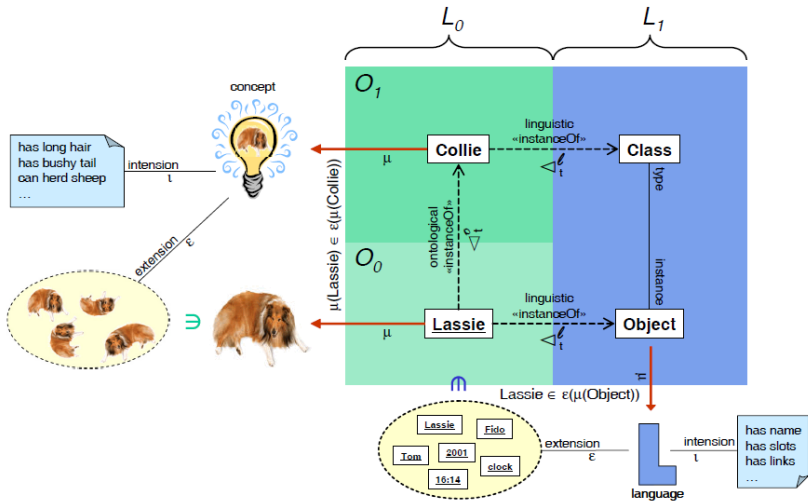 L0 L1
concept
O1
has long hair
has bushy tail
can herd sheep
…
intension
ι
μ
Collie
linguistic
«instanceOf»
Class
extension
ε
μ(Lassie) ∈ ε(μ(Collie))
ontological
«instanceOf»
type
instance
O0
∋
μ
Lassie
linguistic
«instanceOf»
Object
μ
∈
Lassie ∈ ε(μ(Object))
Lassie
Fido
Tom
2001
clock
16:14
extension
ε
language
intension
ι
has name
has slots
has links
…